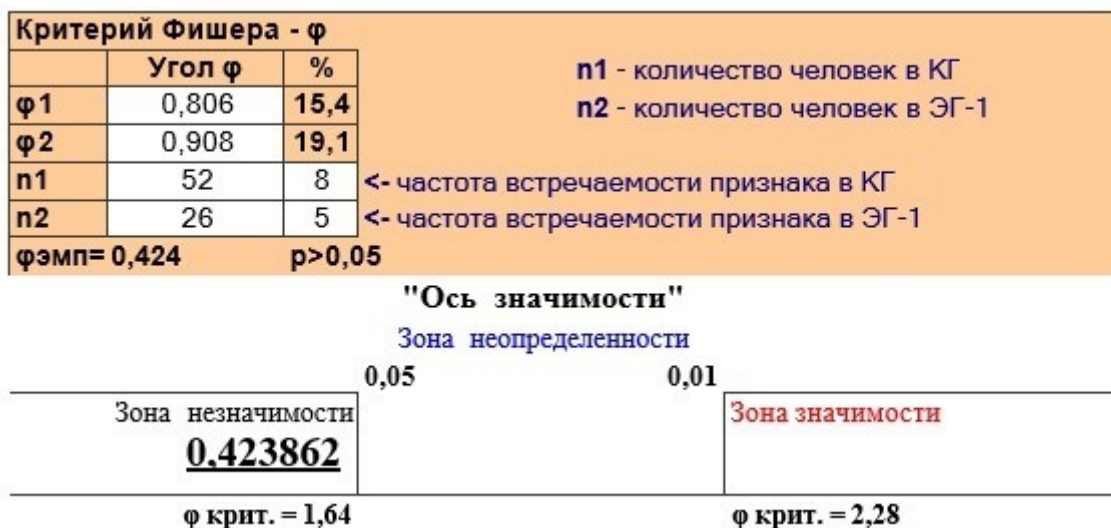 Критерий Фишера - φ
Угол φ %
φ1 0,806 15,4
φ2 0,908 19,1
n1 52 8
n2 26 5
n1 - количество человек в КГ
n2 - количество человек в ЭГ-1
<- частота встречаемости признака в КГ
<- частота встречаемости признака в ЭГ-1
φэмп= 0,424 p>0,05
"Ось значимости"
Зона неопределенности
0,05 0,01
Зона незначимости
0,423862
Зона значимости
φ крит. = 1,64 φ крит. = 2,28